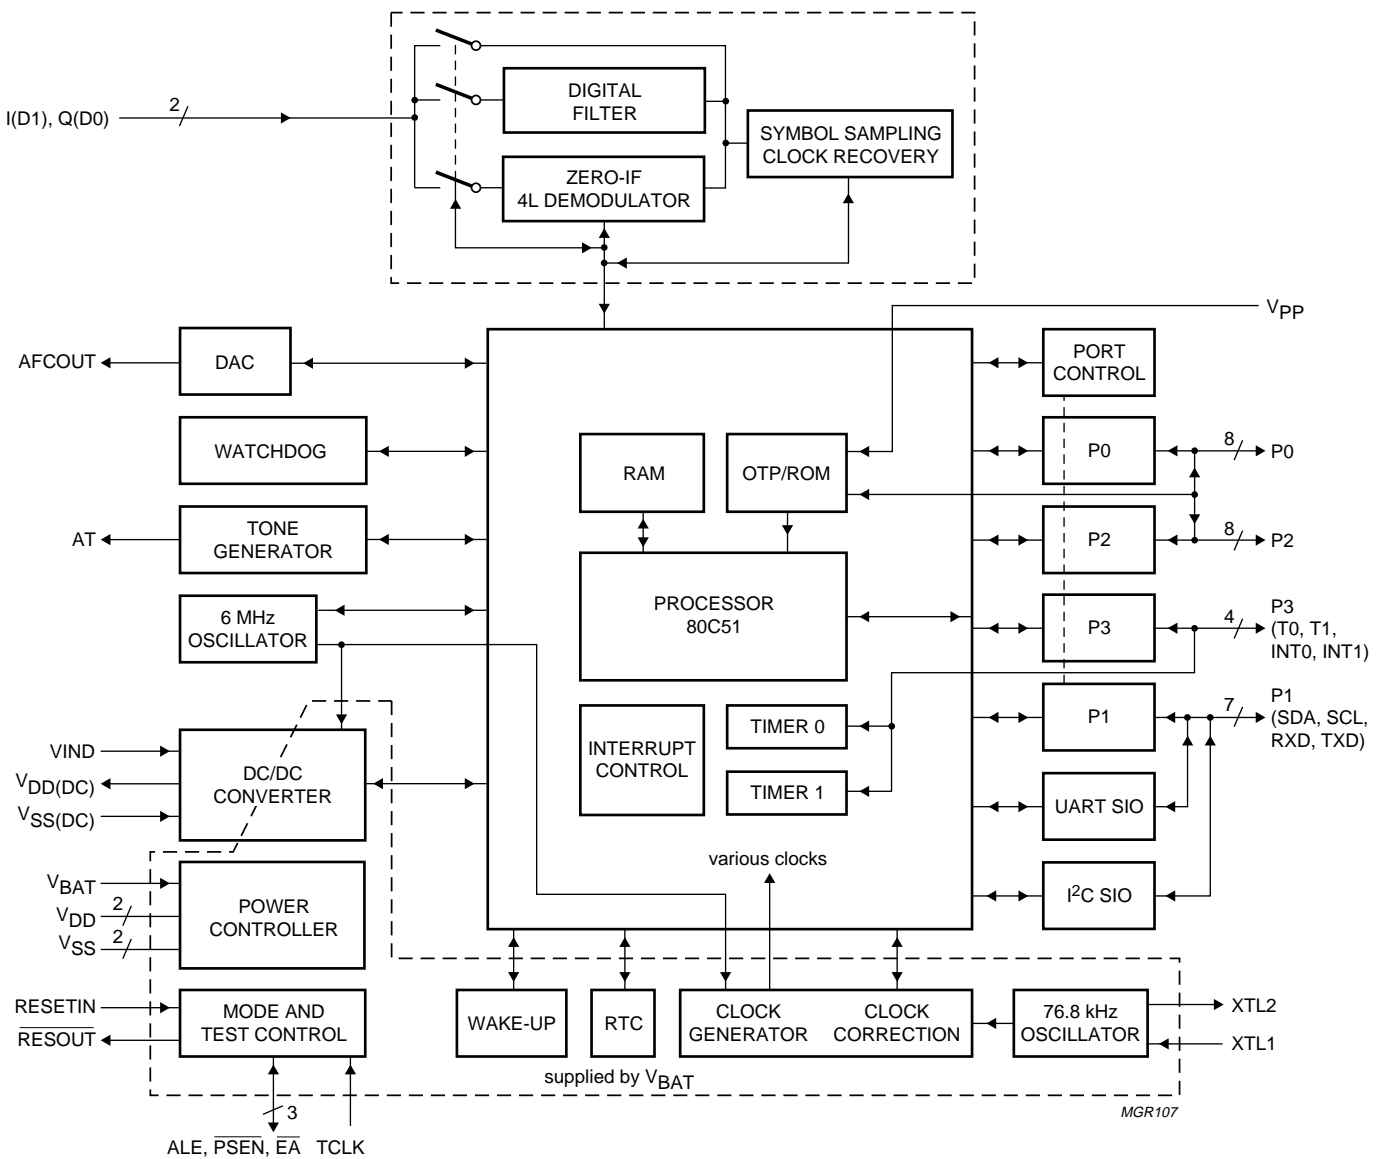 I(D1), Q(D0)
2
DIGITAL
FILTER
ZERO-IF
4L DEMODULATOR
SYMBOL SAMPLING
CLOCK RECOVERY
VPP
AFCOUT
DAC
PORT
CONTROL
WATCHDOG
RAM
OTP/ROM
P0
8
P0
AT
TONE
GENERATOR
P2
8
P2
6 MHz
OSCILLATOR
PROCESSOR
80C51
P3
4
P3
(T0, T1,
INT0, INT1)
VIND
VDD(DC)
VSS(DC)
DC/DC
CONVERTER
INTERRUPT
CONTROL
TIMER 0
TIMER 1
P1
7
P1
(SDA, SCL,
RXD, TXD)
UART SIO
various clocks
I²C SIO
VBAT
VDD
2
VSS
2
POWER
CONTROLLER
RESETIN
RESOUT
MODE AND
TEST CONTROL
WAKE-UP
RTC
CLOCK
GENERATOR
CLOCK
CORRECTION
76.8 kHz
OSCILLATOR
XTL2
XTL1
supplied by VBAT
3
MGR107
ALE, PSEN, EA
TCLK